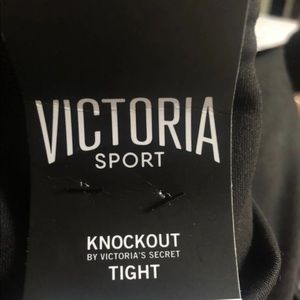 VICTORIA
SPORT
KNOCKOUT
BY VICTORIA'S SECRET
TIGHT